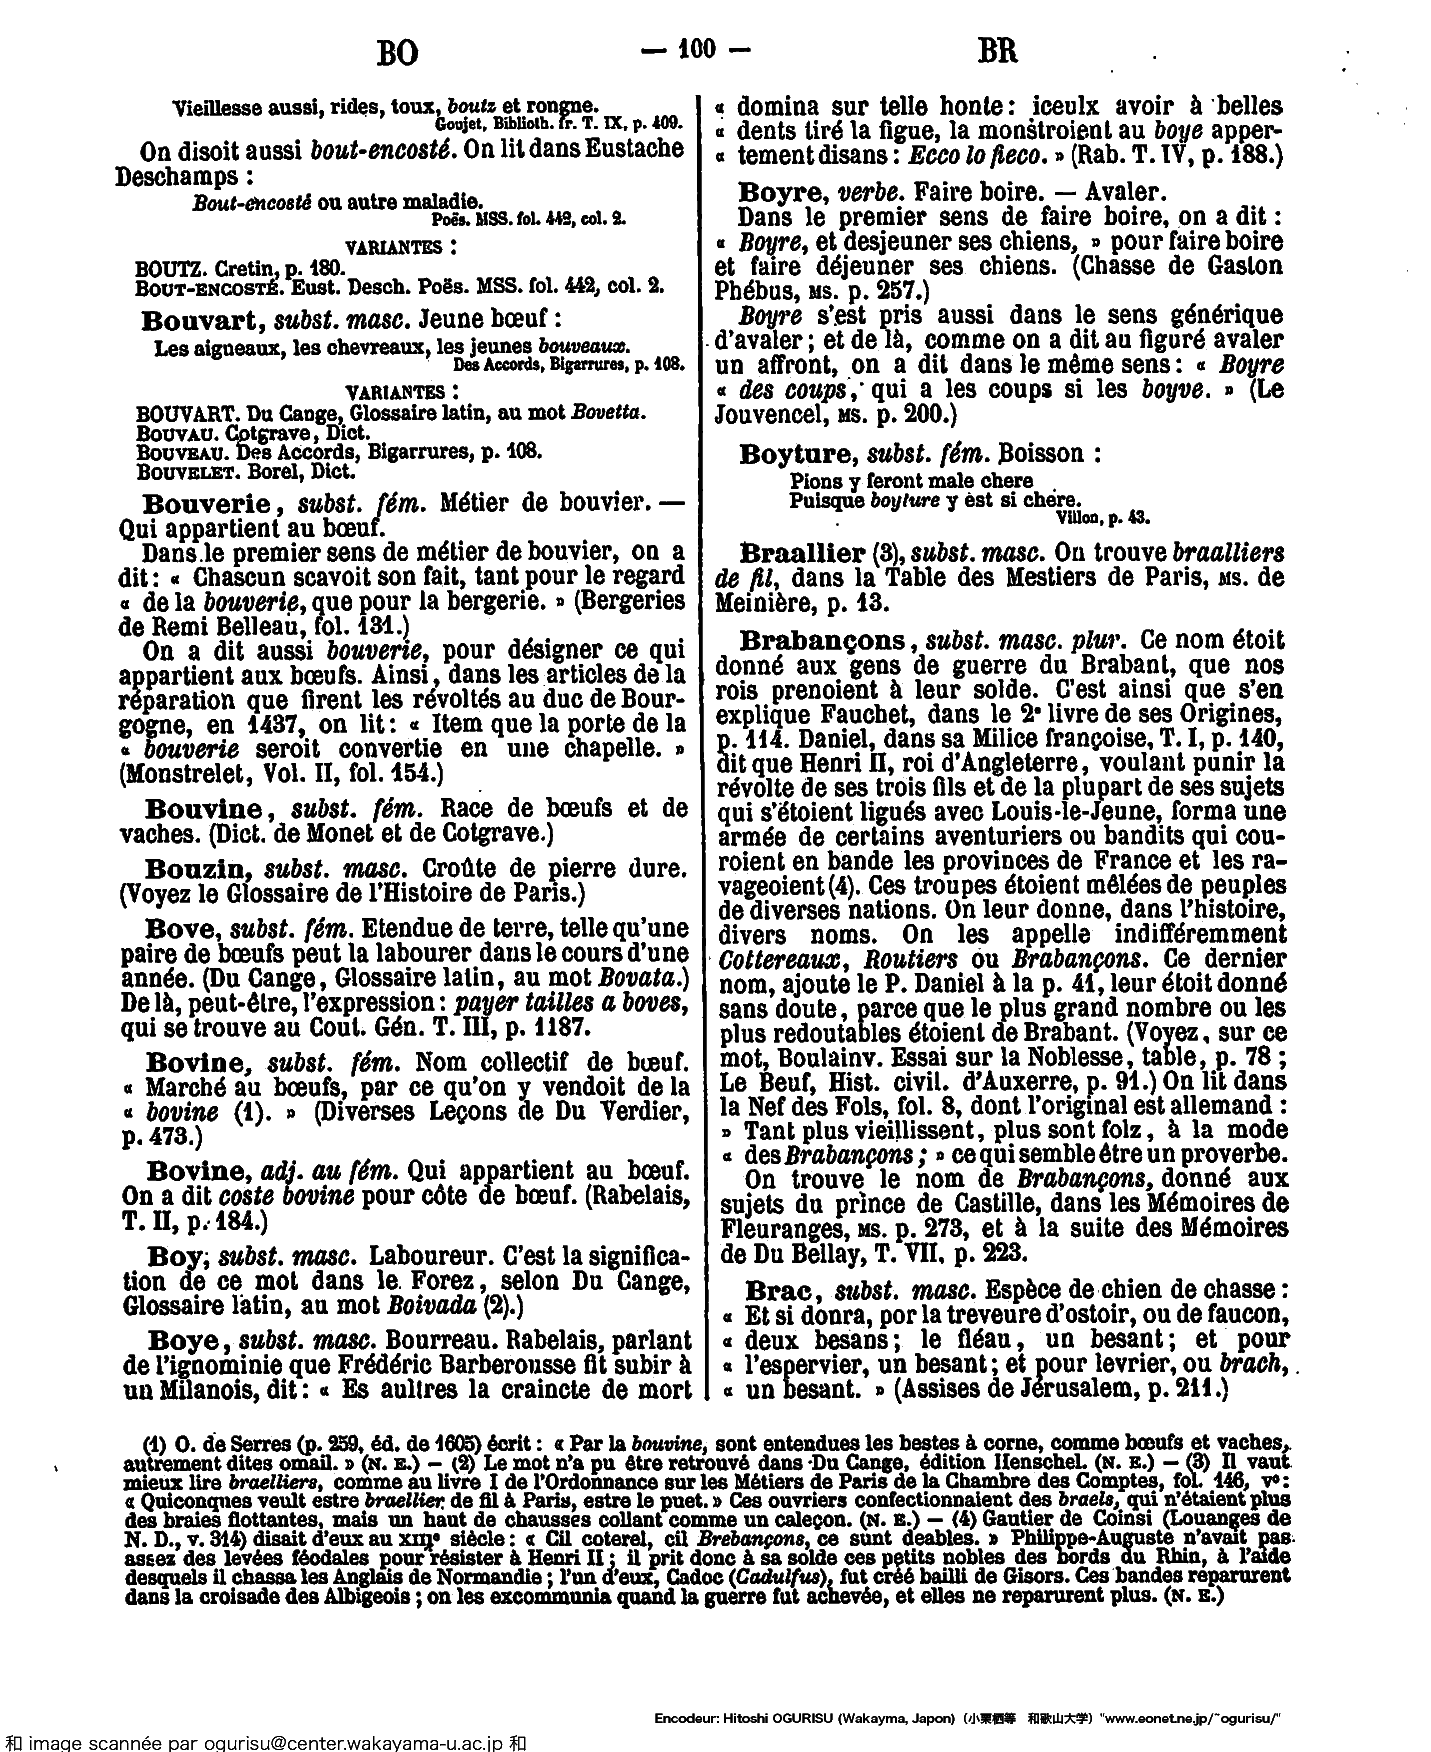 BO — 100 — BR
Vieillesse aussi, rides, toux, boutz et rongne.
Goujet, Biblioth. fr. T. IX, p. 409.
On disoit aussi bout-encosté. On lit dans Eustache
Deschamps :
Bout-encosté ou autre maladie.
Poës. MSS. fol. 442, col. 2.
VARIANTES :
BOUTZ. Cretin, p. 180.
BOUT-ENCOSTÉ. Eust. Desch. Poës. MSS. fol. 442, col. 2.
Bouvart, subst. masc. Jeune bœuf :
Les aigneaux, les chevreaux, les jeunes bouveaux.
Des Accords, Bigarrures, p. 108.
VARIANTES :
BOUVART. Du Cange, Glossaire latin, au mot Bovetta.
BOUVAU. Cotgrave, Dict.
BOUVEAU. Des Accords, Bigarrures, p. 108.
BOUVELET. Borel, Dict.
Bouverie, subst. fém. Métier de bouvier. —
Qui appartient au bœuf.
Dans le premier sens de métier de bouvier, on a
dit : « Chascun scavoit son fait, tant pour le regard
« de la bouverie, que pour la bergerie. » (Bergeries
de Remi Belleau, fol. 131.)
On a dit aussi bouverie, pour désigner ce qui
appartient aux bœufs. Ainsi, dans les articles de la
réparation que firent les révoltés au duc de Bour-
gogne, en 1437, on lit : « Item que la porte de la
« bouverie seroit convertie en une chapelle. »
(Monstrelet, Vol. II, fol. 154.)
Bouvine, subst. fém. Race de bœufs et de
vaches. (Dict. de Monet et de Cotgrave.)
Bouzin, subst. masc. Croûte de pierre dure.
(Voyez le Glossaire de l'Histoire de Paris.)
Bove, subst. fém. Etendue de terre, telle qu'une
paire de bœufs peut la labourer dans le cours d'une
année. (Du Cange, Glossaire latin, au mot Bovata.)
De là, peut-être, l'expression : payer tailles a boves,
qui se trouve au Cout. Gén. T. III, p. 1187.
Bovine, subst. fém. Nom collectif de bœuf.
« Marché au bœufs, par ce qu'on y vendoit de la
« bovine (1). » (Diverses Leçons de Du Verdier,
p. 473.)
Bovine, adj. au fém. Qui appartient au bœuf.
On a dit coste bovine pour côte de bœuf. (Rabelais,
T. II, p. 184.)
Boy, subst. masc. Laboureur. C'est la significa-
tion de ce mot dans le Forez, selon Du Cange,
Glossaire latin, au mot Boivada (2).)
Boye, subst. masc. Bourreau. Rabelais, parlant
de l'ignominie que Frédéric Barberousse fit subir à
un Milanois, dit : « Es aultres la craincte de mort
« domina sur telle honte : iceulx avoir à belles
« dents tiré la figue, la monstroient au boye apper-
« tement disans : Ecco lo fieco. » (Rab. T. IV, p. 188.)
Boyre, verbe. Faire boire. — Avaler.
Dans le premier sens de faire boire, on a dit :
« Boyre, et desjeuner ses chiens, » pour faire boire
et faire déjeuner ses chiens. (Chasse de Gaston
Phébus, MS. p. 257.)
Boyre s'est pris aussi dans le sens générique
d'avaler ; et de là, comme on a dit au figuré avaler
un affront, on a dit dans le même sens : « Boyre
« des coups, qui a les coups si les boyve. » (Le
Jouvencel, MS. p. 200.)
Boyture, subst. fém. Boisson :
Pions y feront male chere
Puisque boyture y est si chere.
Villon, p. 43.
Braallier (3), subst. masc. On trouve braalliers
de fil, dans la Table des Mestiers de Paris, MS. de
Meinière, p. 13.
Brabançons, subst. masc. plur. Ce nom étoit
donné aux gens de guerre du Brabant, que nos
rois prenoient à leur solde. C'est ainsi que s'en
explique Fauchet, dans le 2e livre de ses Origines,
p. 114. Daniel, dans sa Milice françoise, T. I, p. 140,
dit que Henri II, roi d'Angleterre, voulant punir la
révolte de ses trois fils et de la plupart de ses sujets
qui s'étoient ligués avec Louis-le-Jeune, forma une
armée de certains aventuriers ou bandits qui cou-
roient en bande les provinces de France et les ra-
vageoient (4). Ces troupes étoient mêlées de peuples
de diverses nations. On leur donne, dans l'histoire,
divers noms. On les appelle indifféremment
Cottereaux, Routiers ou Brabançons. Ce dernier
nom, ajoute le P. Daniel à la p. 41, leur étoit donné
sans doute, parce que le plus grand nombre ou les
plus redoutables étoient de Brabant. (Voyez, sur ce
mot, Boulainv. Essai sur la Noblesse, table, p. 78 ;
Le Beuf, Hist. civil. d'Auxerre, p. 91.) On lit dans
la Nef des Fols, fol. 8, dont l'original est allemand :
» Tant plus vieillissent, plus sont folz, à la mode
« des Brabançons ; » ce qui semble être un proverbe.
On trouve le nom de Brabançons, donné aux
sujets du prince de Castille, dans les Mémoires de
Fleuranges, MS. p. 273, et à la suite des Mémoires
de Du Bellay, T. VII, p. 223.
Brac, subst. masc. Espèce de chien de chasse :
« Et si donra, por la treveure d'ostoir, ou de faucon,
« deux besans ; le fléau, un besant ; et pour
« l'espervier, un besant ; et pour levrier, ou brach,
« un besant. » (Assises de Jérusalem, p. 211.)
(1) O. de Serres (p. 259, éd. de 1605) écrit : « Par la bouvine, sont entendues les bestes à corne, comme bœufs et vaches,
autrement dites omail. » (N. E.) — (2) Le mot n'a pu être retrouvé dans Du Cange, édition Henschel. (N. E.) — (3) Il vaut
mieux lire braelliers, comme au livre I de l'Ordonnance sur les Métiers de Paris de la Chambre des Comptes, fol. 146, v° :
« Quiconques veult estre braellier de fil à Paris, estre le puet. » Ces ouvriers confectionnaient des braels, qui n'étaient plus
des braies flottantes, mais un haut de chausses collant comme un caleçon. (N. E.) — (4) Gautier de Coinsi (Louanges de
N. D., v. 314) disait d'eux au XIIIe siècle : « Cil coterel, cil Brebançons, ce sunt deables. » Philippe-Auguste n'avait pas
assez des levées féodales pour résister à Henri II ; il prit donc à sa solde ces petits nobles des bords du Rhin, à l'aide
desquels il chassa les Anglais de Normandie ; l'un d'eux, Cadoc (Cadulfus), fut créé bailli de Gisors. Ces bandes reparurent
dans la croisade des Albigeois ; on les excommunia quand la guerre fut achevée, et elles ne reparurent plus. (N. E.)
Encodeur: Hitoshi OGURISU (Wakayma, Japon) (小栗栖等 和歌山大学) "www.eonet.ne.jp/~ogurisu/"
和 image scannée par ogurisu@center.wakayama-u.ac.jp 和